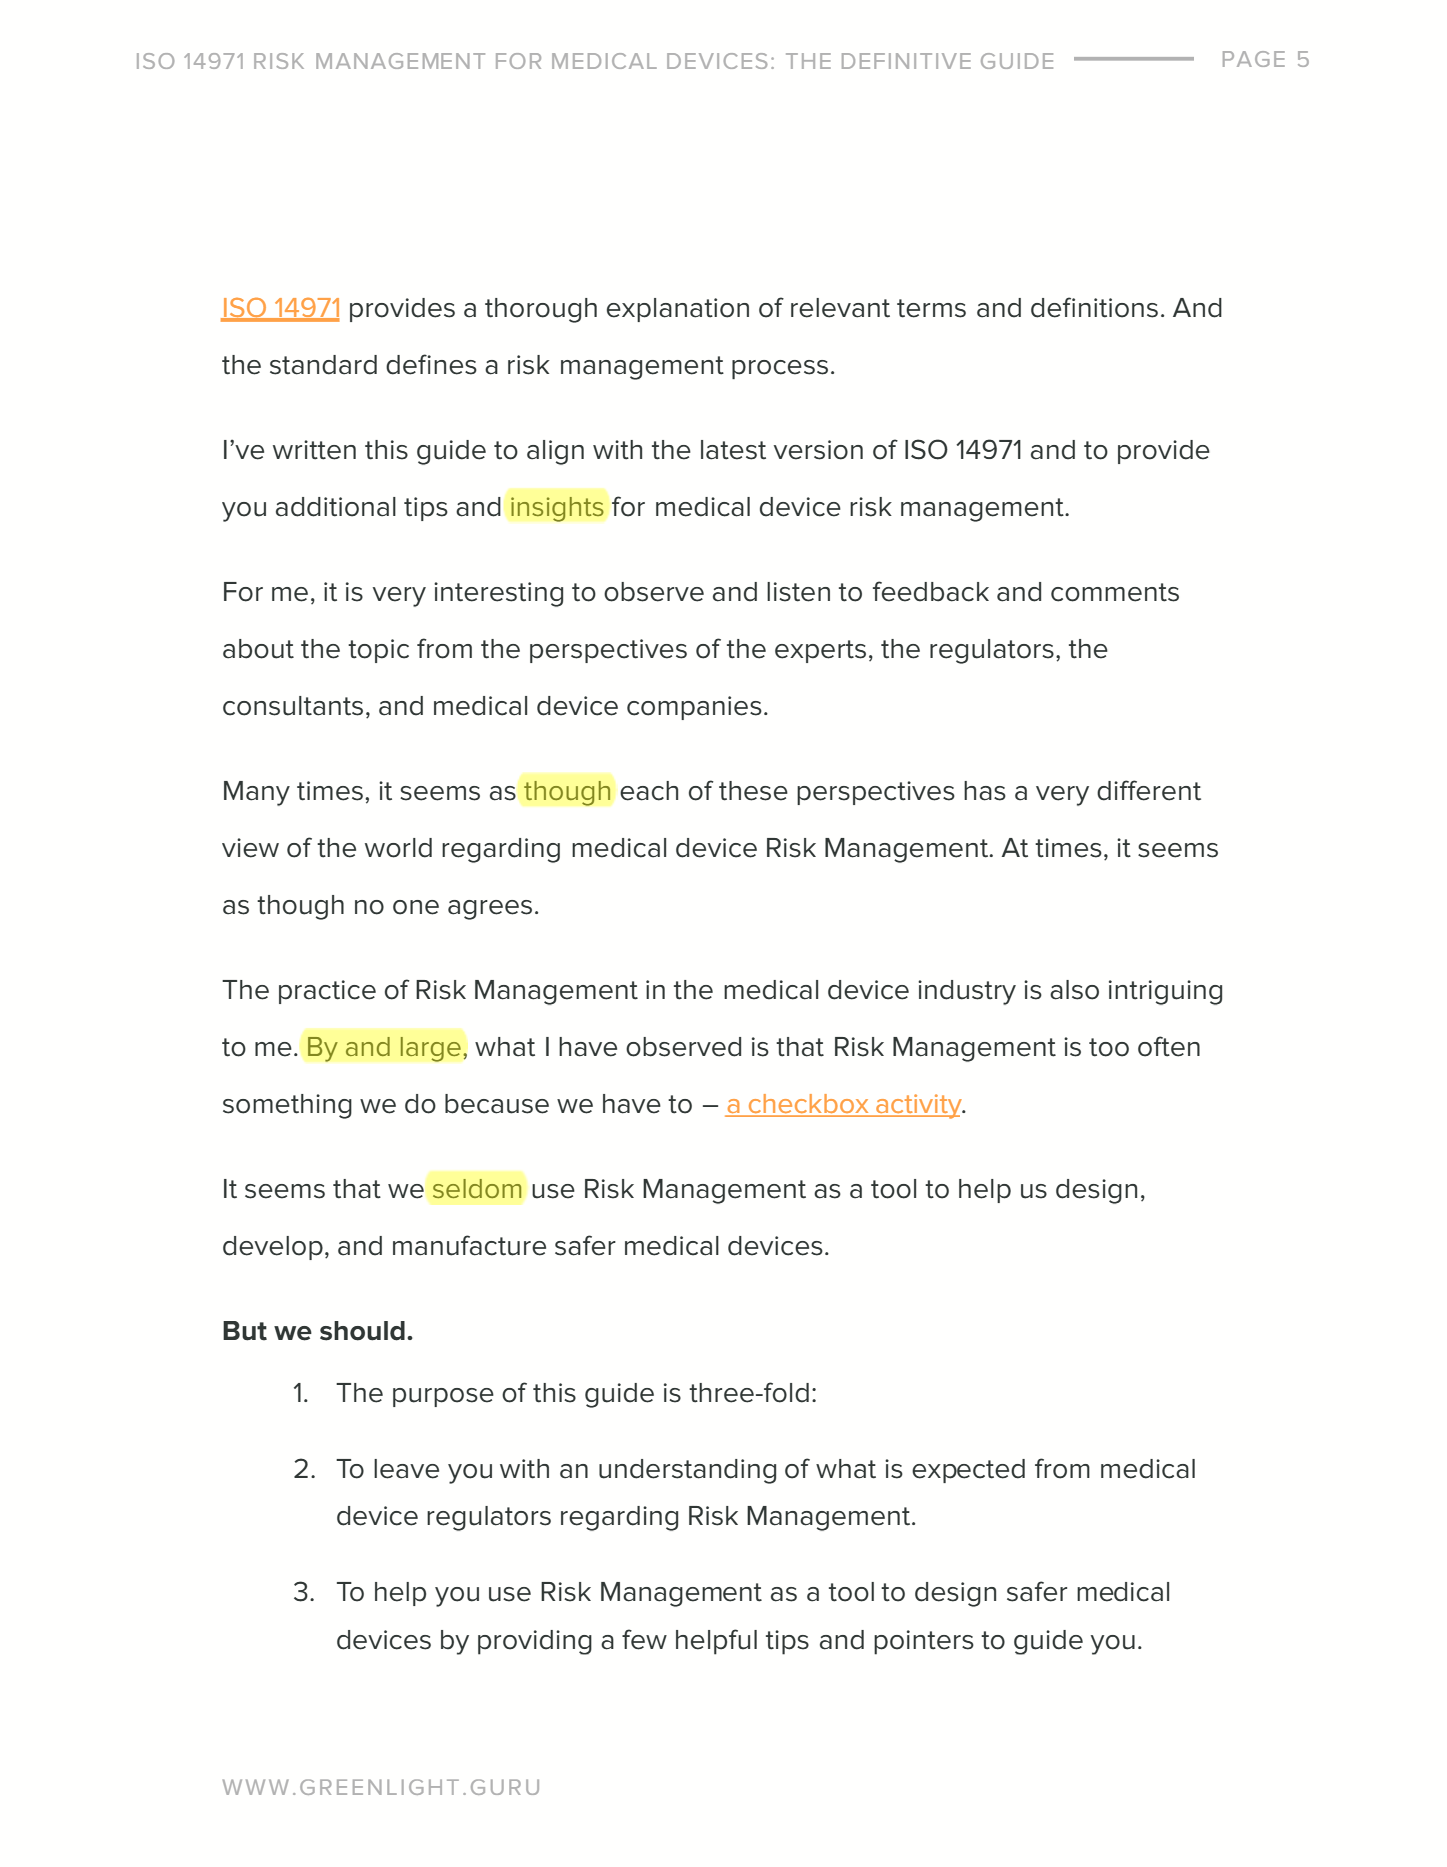 ISO 14971 RISK MANAGEMENT FOR MEDICAL DEVICES: THE DEFINITIVE GUIDE PAGE 5
ISO 14971 provides a thorough explanation of relevant terms and definitions. And
the standard defines a risk management process.
I’ve written this guide to align with the latest version of ISO 14971 and to provide
you additional tips and insights for medical device risk management.
For me, it is very interesting to observe and listen to feedback and comments
about the topic from the perspectives of the experts, the regulators, the
consultants, and medical device companies.
Many times, it seems as though each of these perspectives has a very different
view of the world regarding medical device Risk Management. At times, it seems
as though no one agrees.
The practice of Risk Management in the medical device industry is also intriguing
to me. By and large, what I have observed is that Risk Management is too often
something we do because we have to – a checkbox activity.
It seems that we seldom use Risk Management as a tool to help us design,
develop, and manufacture safer medical devices.
But we should.
1. The purpose of this guide is three-fold:
2. To leave you with an understanding of what is expected from medical
device regulators regarding Risk Management.
3. To help you use Risk Management as a tool to design safer medical
devices by providing a few helpful tips and pointers to guide you.
WWW.GREENLIGHT.GURU